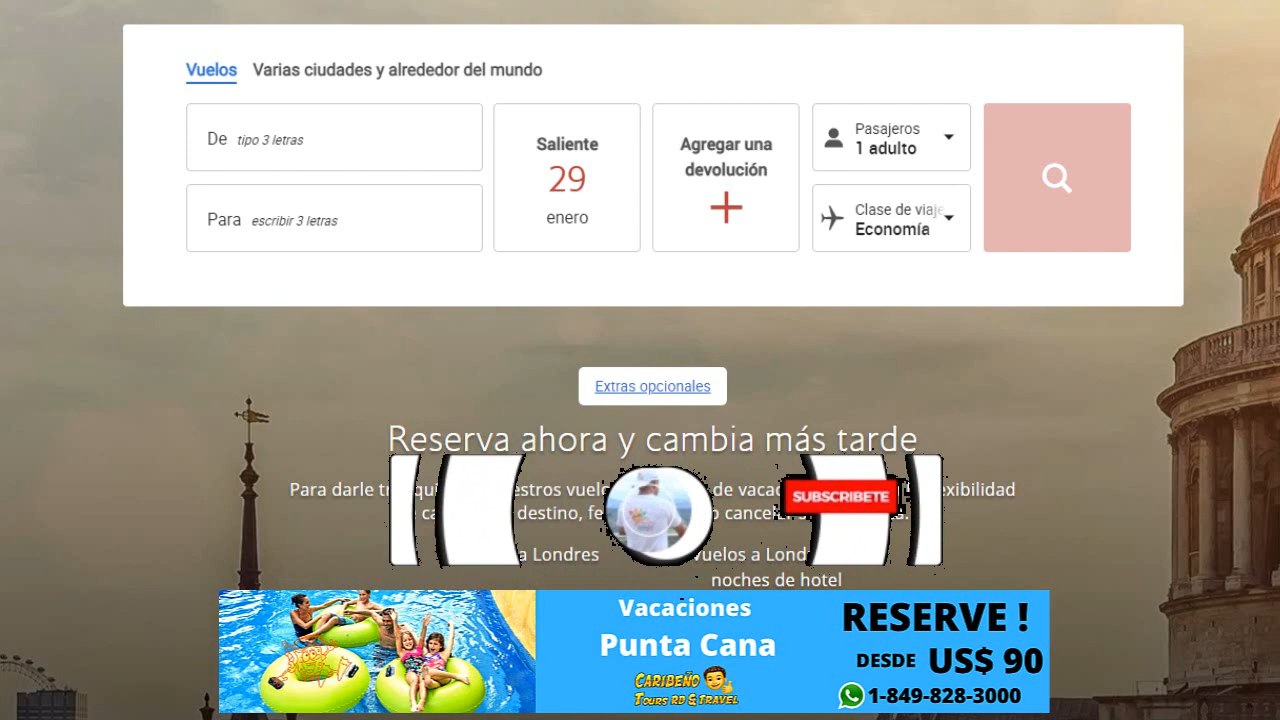 Vuelos Varias ciudades y alrededor del mundo
De tipo 3 letras
Para escribir 3 letras
Saliente
29
enero
Agregar una
devolución
Pasajeros
1 adulto
Clase de viaje
Economía
Extras opcionales
Reserva ahora y cambia más tarde
Para darle vuel de vaca exibilidad
SUBSCRIBETE
destino, fe o cance
a Londres vuelos a Lond
noches de hotel
Vacaciones
Punta Cana
CARIBEÑO
TOURS RD & TRAVEL
RESERVE !
DESDE US$ 90
1-849-828-3000